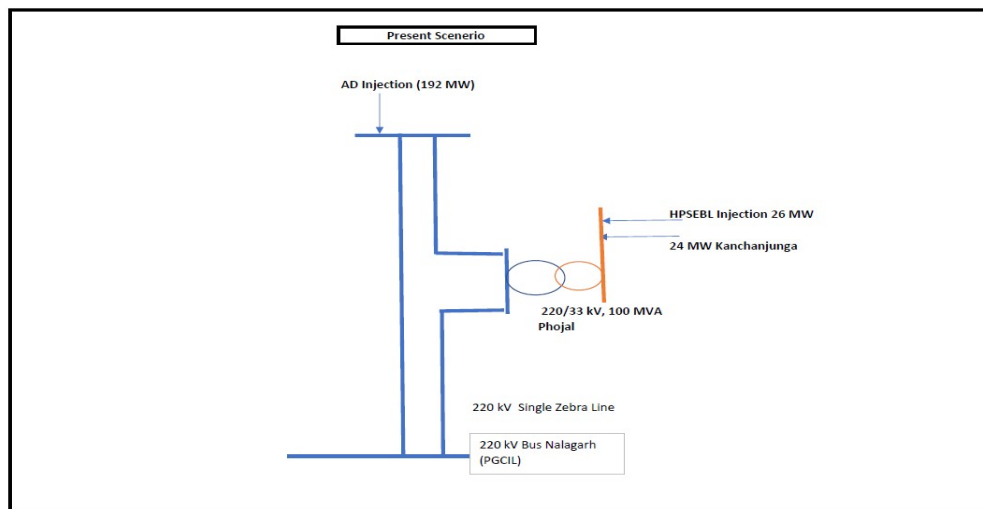 Present Scenerio
AD Injection (192 MW)
HPSEBL Injection 26 MW
24 MW Kanchanjunga
220/33 kV, 100 MVA
Phojal
220 kV  Single Zebra Line
220 kV Bus Nalagarh
(PGCIL)